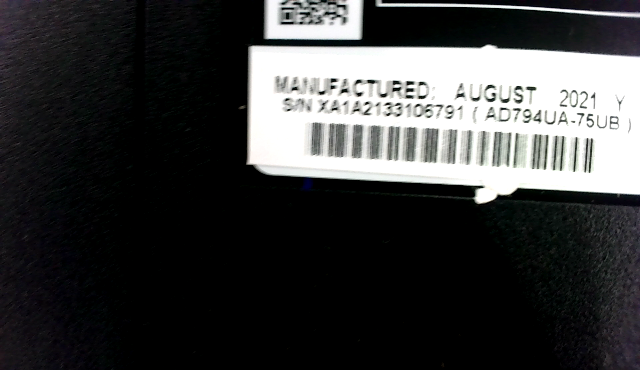 MANUFACTURED: AUGUST 2021 Y
S/N XA1A2133106791 ( AD794UA-75UB )